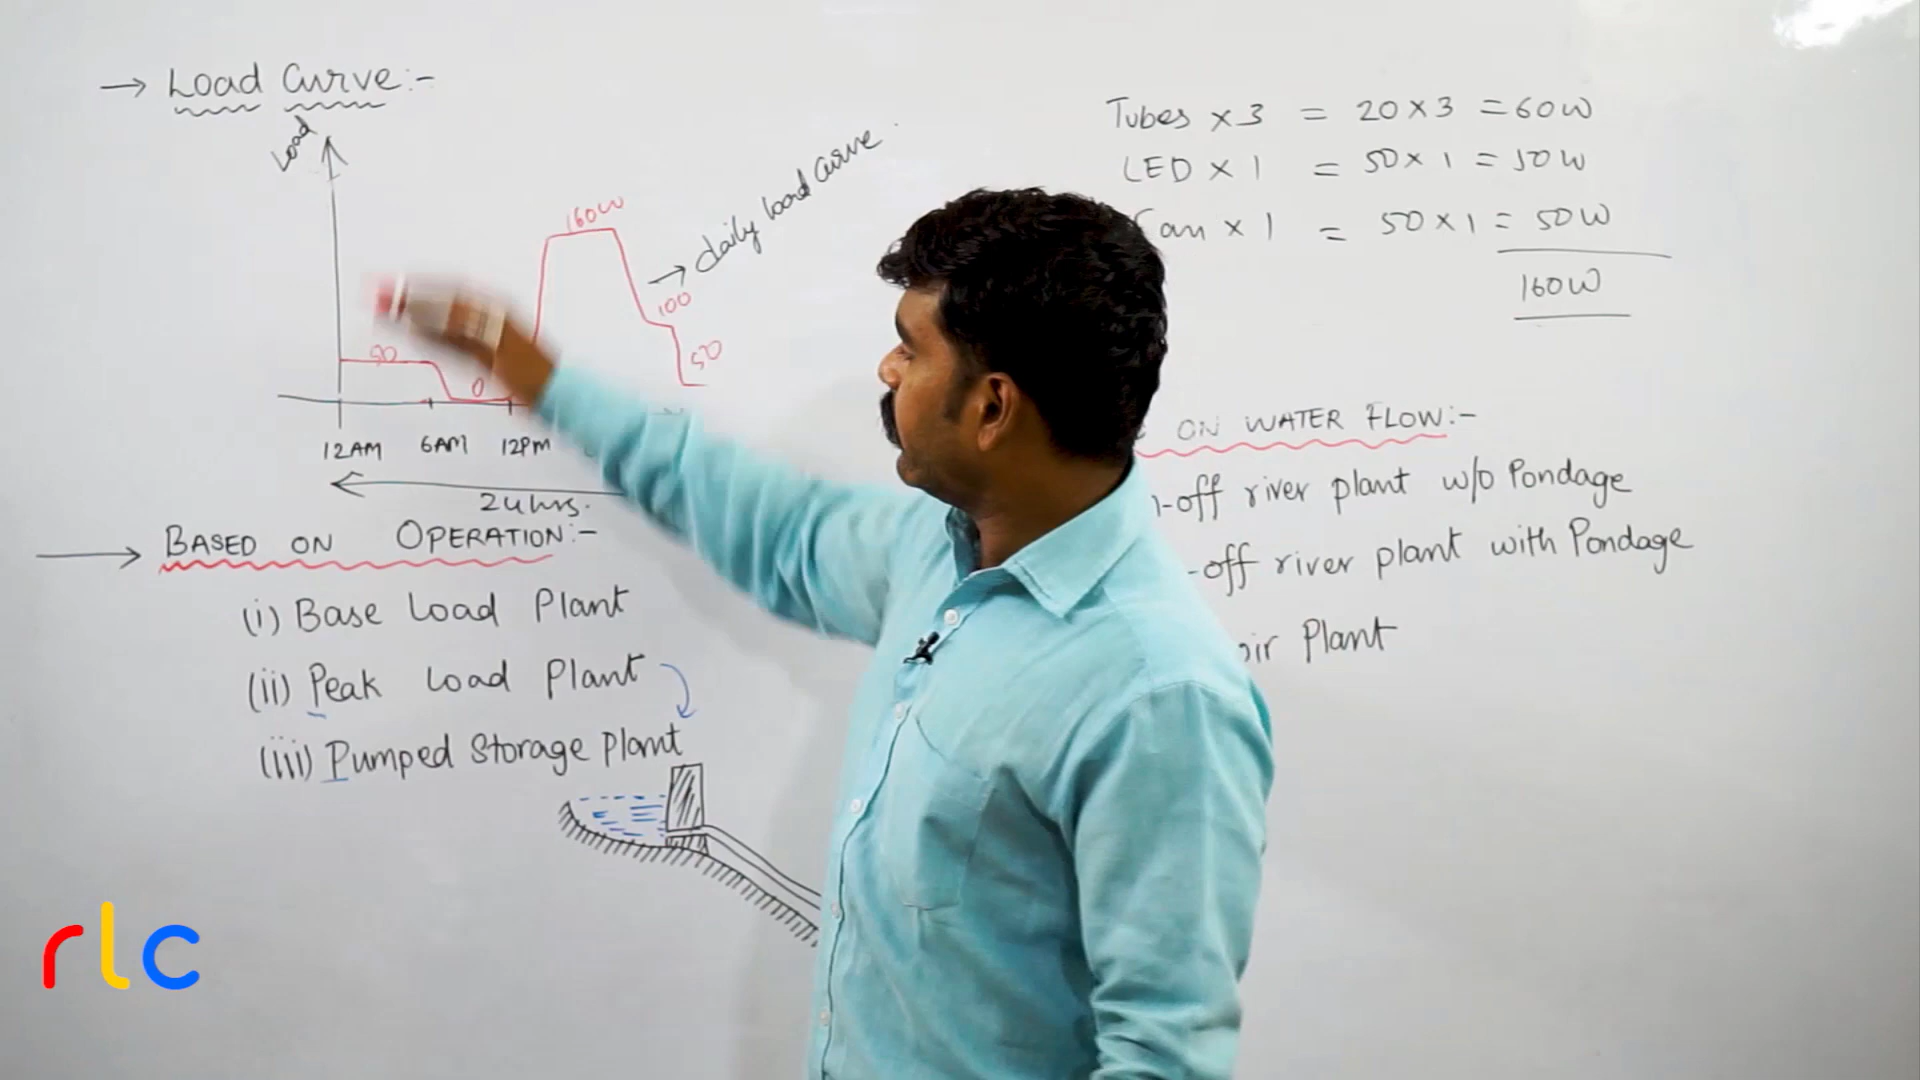 → Load Curve:-
Load
160W
→ daily load curve.
100
50
50
0
12AM 6AM 12PM
24hrs.
Tubes x 3 = 20 x 3 = 60W
LED x 1 = 50 x 1 = 50W
an x 1 = 50 x 1 = 50W
160W
→ BASED ON OPERATION:-
(i) Base Load Plant
(ii) Peak Load Plant
(iii) Pumped Storage Plant
ON WATER FLOW:-
-off river plant w/o Pondage
-off river plant with Pondage
oir Plant
rlc